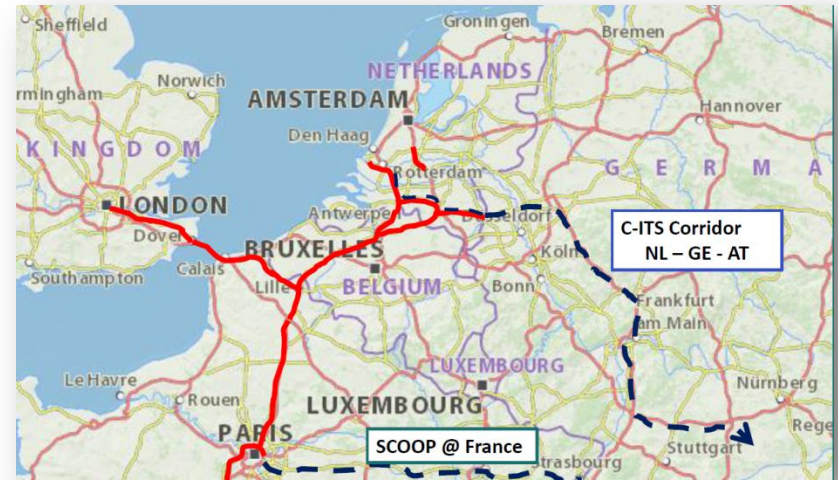 Sheffield
Groningen
Bremen
NETHERLANDS
Norwich
rmingham
AMSTERDAM
Hannover
Den Haag
KINGDOM
Rotterdam
GERMA
LONDON
Antwerpen
Düsseldorf
C-ITS Corridor
NL – GE - AT
Dover
BRUXELLES
Köln
Calais
Southampton
Lille
BELGIUM
Bonn
Frankfurt
am Main
LUXEMBOURG
Le Havre
Nürnberg
Rouen
LUXEMBOURG
Rege
PARIS
SCOOP @ France
Stuttgart
Strasbourg